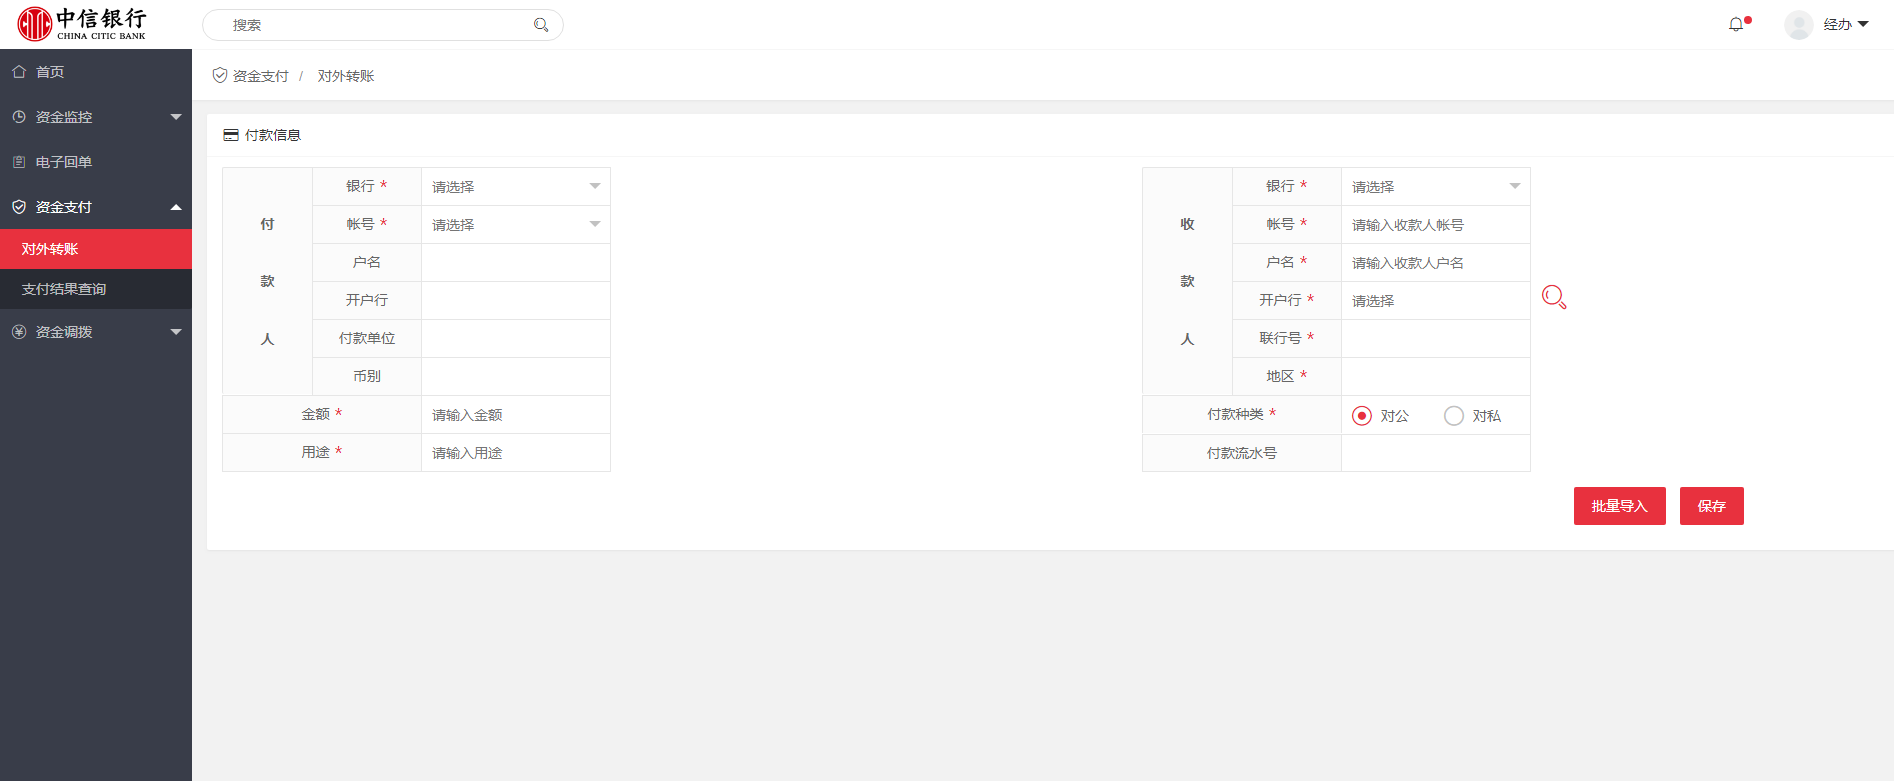 中信银行
CHINA CITIC BANK
搜索
经办
首页
资金监控
电子回单
资金支付
对外转账
支付结果查询
资金调拨
资金支付 / 对外转账
付款信息
付款人
银行 * 请选择
帐号 * 请选择
户名
开户行
付款单位
币别
金额 * 请输入金额
用途 * 请输入用途
收款人
银行 * 请选择
帐号 * 请输入收款人帐号
户名 * 请输入收款人户名
开户行 * 请选择
联行号 *
地区 *
付款种类 * 对公 对私
付款流水号
批量导入 保存